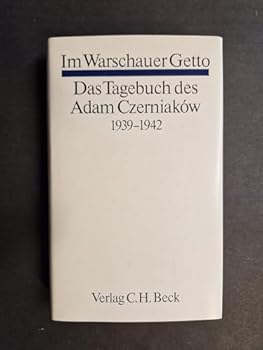 Im Warschauer Getto
Das Tagebuch des
Adam Czerniaków
1939–1942
Verlag C.H. Beck